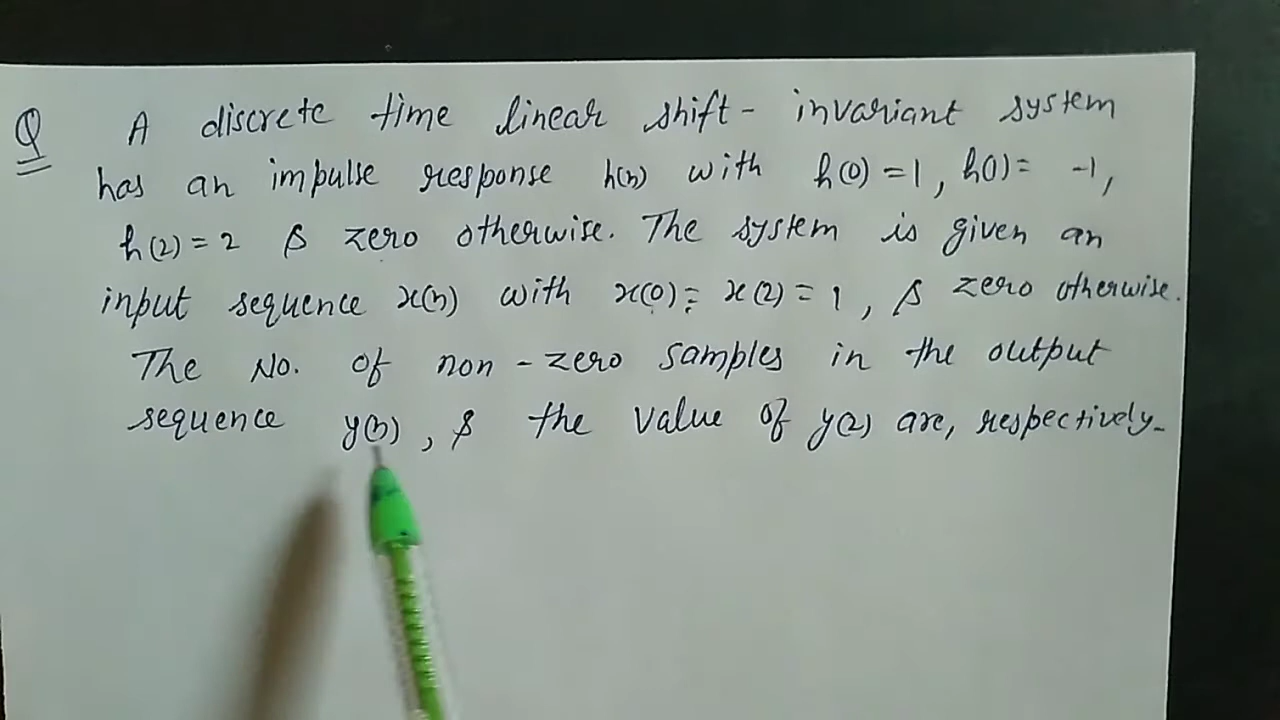 Q A discrete time linear shift - invariant system
has an impulse response h(n) with h(0) = 1, h(1) = -1,
h(2) = 2 & zero otherwise. The system is given an
input sequence x(n) with x(0) = x(2) = 1, & zero otherwise.
The No. of non - zero samples in the output
sequence y(n), & the value of y(2) are, respectively -